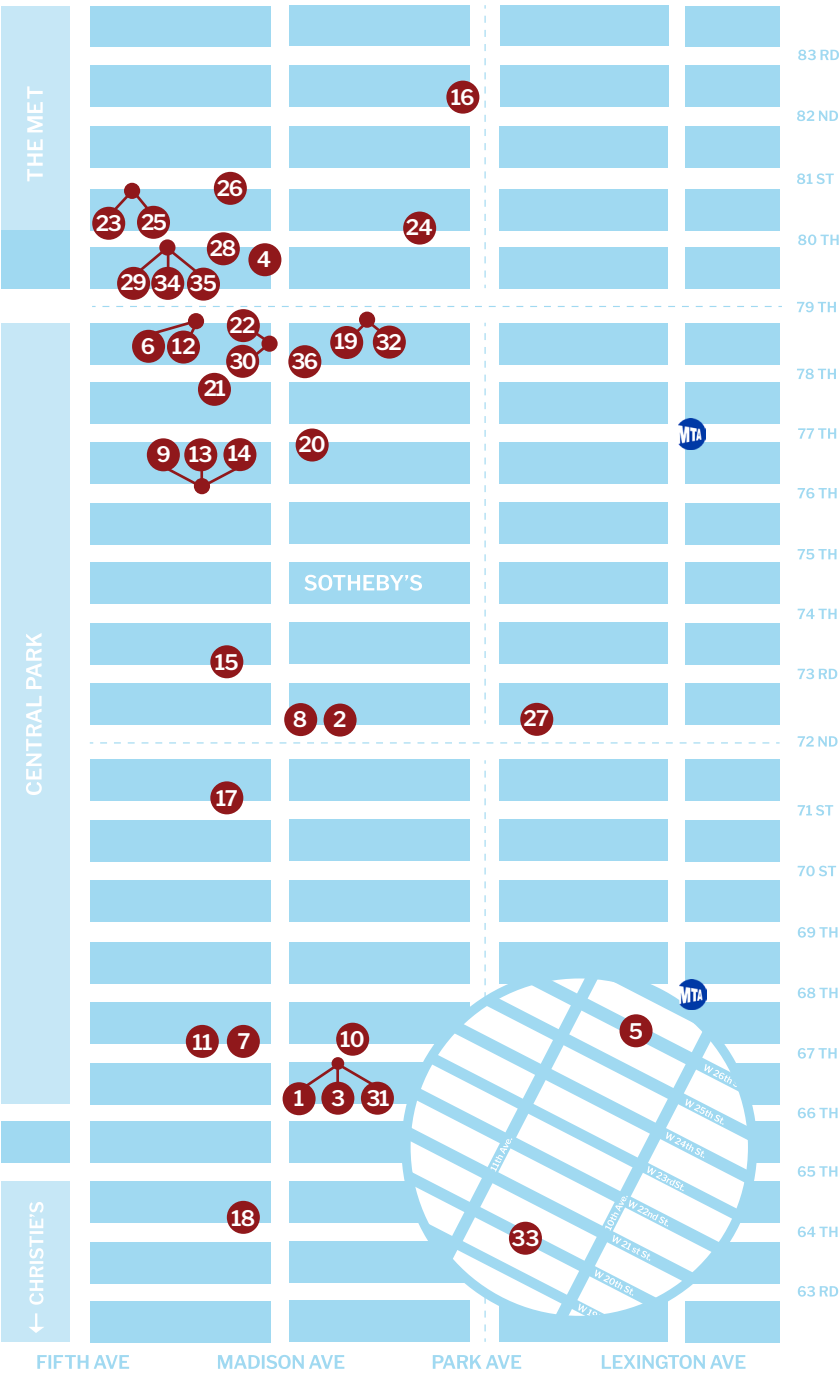 83 RD
THE MET
16
82 ND
81 ST
26
23
25
24
80 TH
28
4
29
34
35
79 TH
22
6
12
19
32
30
36
78 TH
21
77 TH
MTA
20
9
13
14
76 TH
75 TH
SOTHEBY'S
74 TH
CENTRAL PARK
15
73 RD
8
2
27
72 ND
17
71 ST
70 ST
69 TH
68 TH
MTA
5
11
7
10
67 TH
W 26th
1
3
31
W 25th St.
66 TH
W 24th St.
11th Ave.
W 23rdSt.
65 TH
10th Ave.
W 22nd St.
18
33
64 TH
W 21 st St.
CHRISTIE'S
W 20th St.
63 RD
←
FIFTH AVE
MADISON AVE
PARK AVE
LEXINGTON AVE